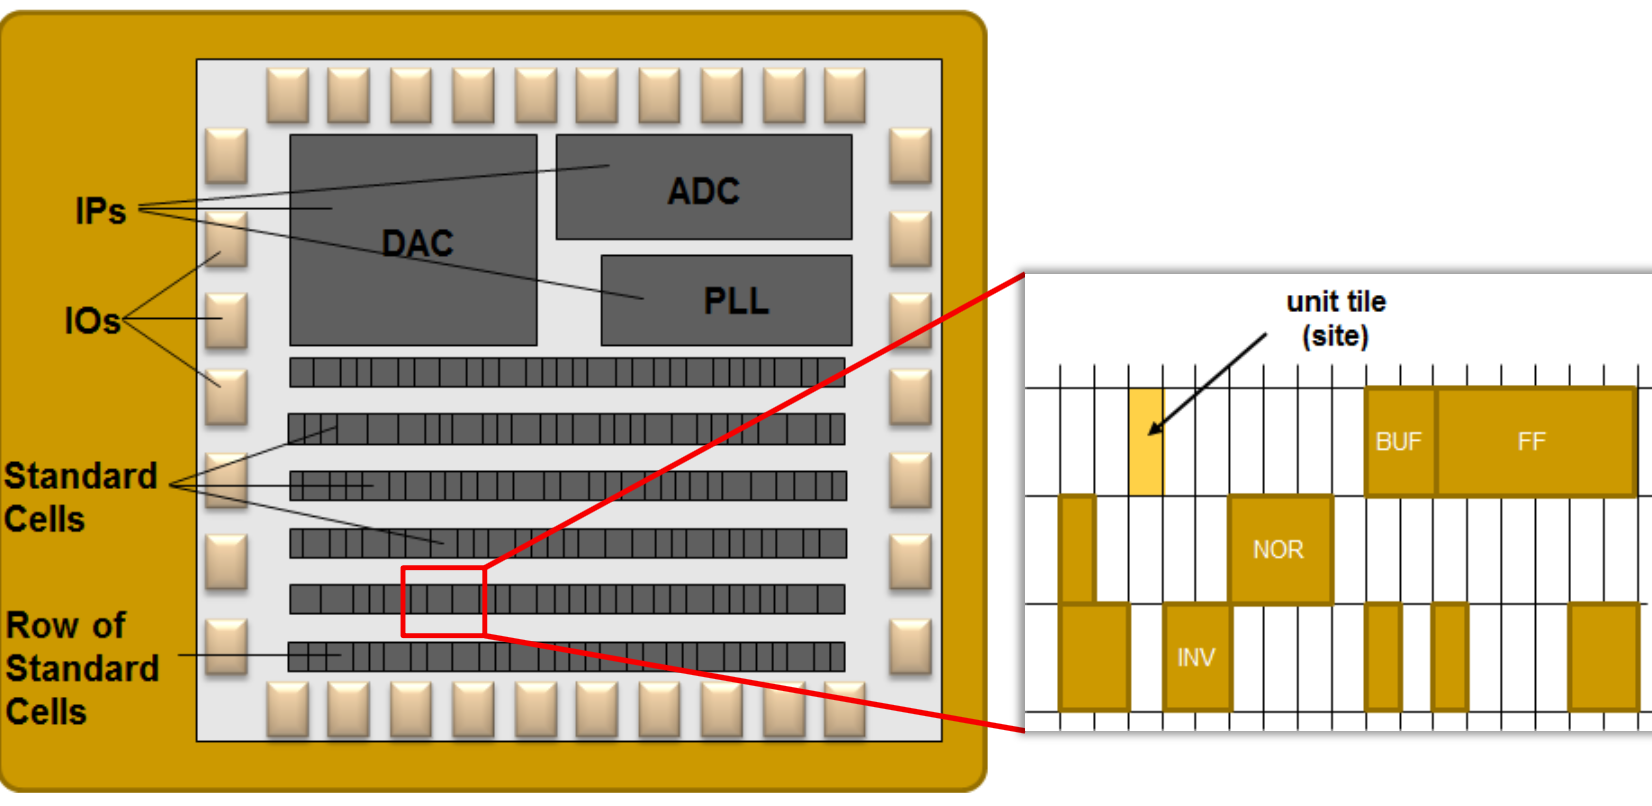 IPs
IOs
Standard
Cells
Row of
Standard
Cells
DAC
ADC
PLL
unit tile
(site)
BUF
FF
NOR
INV